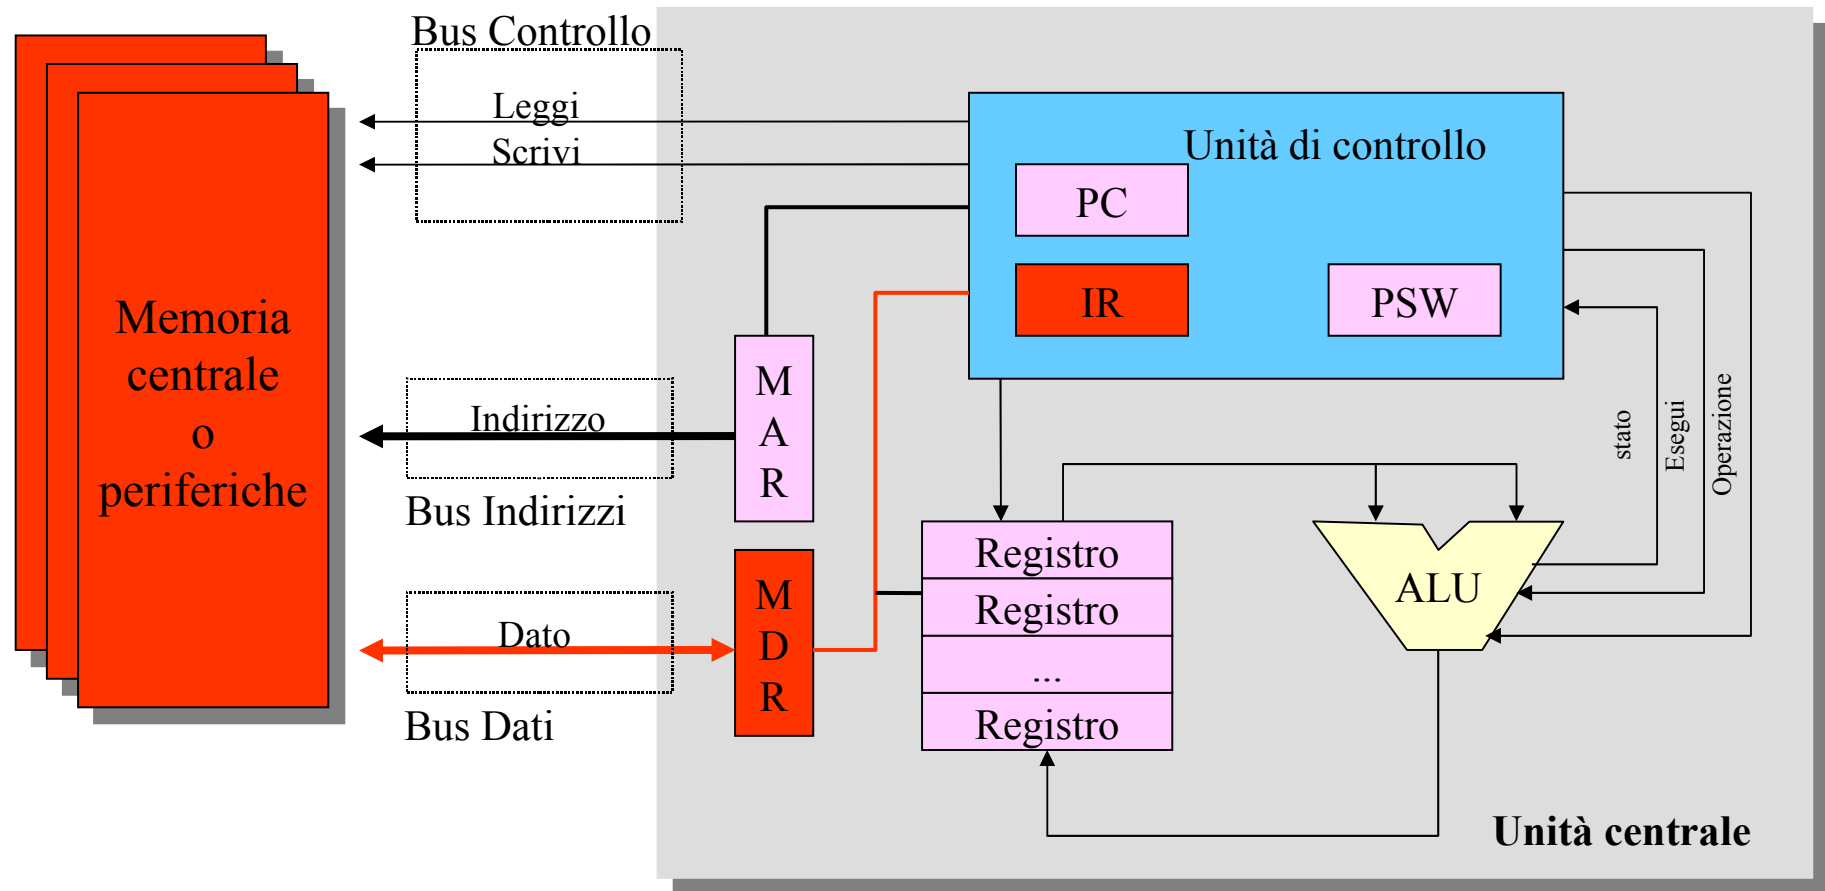 Bus Controllo
Leggi
Scrivi
Unità di controllo
PC
IR
PSW
Memoria
centrale
o
periferiche
Indirizzo
Bus Indirizzi
M
A
R
stato
Esegui
Operazione
Dato
Bus Dati
M
D
R
Registro
Registro
...
Registro
ALU
Unità centrale